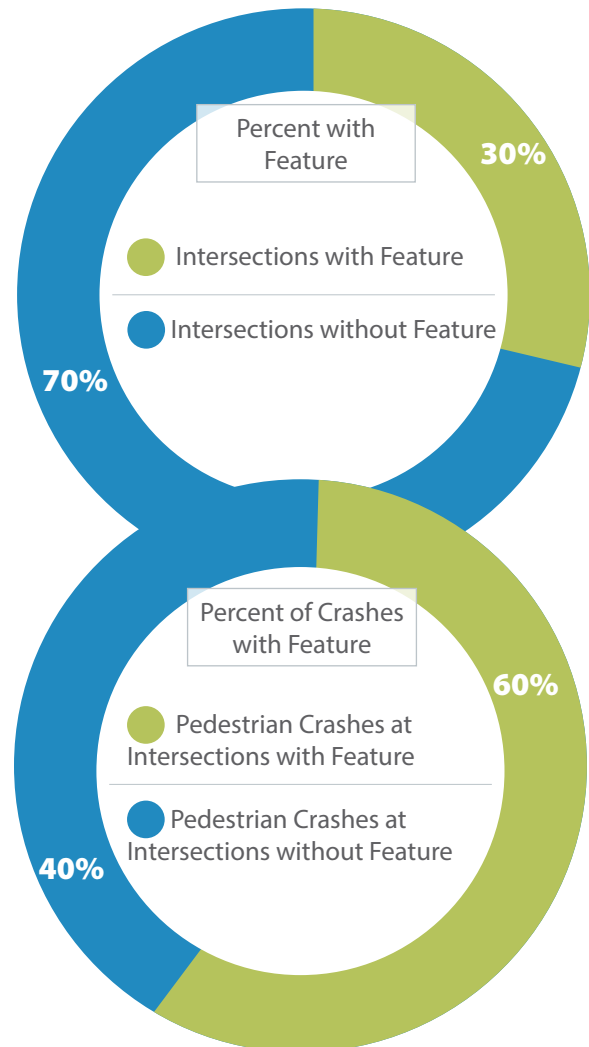 Percent with
Feature
30%
Intersections with Feature
Intersections without Feature
70%
Percent of Crashes
with Feature
60%
Pedestrian Crashes at
Intersections with Feature
Pedestrian Crashes at
Intersections without Feature
40%